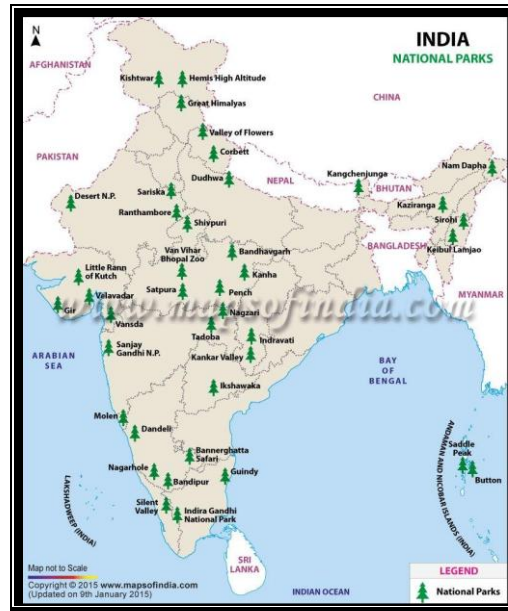 N
INDIA
NATIONAL PARKS
AFGHANISTAN
Kishtwar
Hemis High Altitude
Great Himalyas
CHINA
Valley of Flowers
Corbett
PAKISTAN
Dudhwa
NEPAL
Kangchenjunga
BHUTAN
Nam Dapha
Desert N.P.
Sariska
Kaziranga
Ranthambore
Shivpuri
Sirohi
BANGLADESH
Keibul Lamjao
Van Vihar
Bhopal Zoo
Bandhavgarh
Little Rann
of Kutch
Kanha
Satpura
Pench
Velavadar
MYANMAR
Gir
www.mapsofindia.com
Vansda
Nagzari
Tadoba
ARABIAN
SEA
Sanjay
Gandhi N.P.
Indravati
Kankar Valley
BAY
OF
BENGAL
Ikshawaka
Molen
Dandeli
Bannerghatta
Safari
Saddle
Peak
Button
ANDAMAN AND NICOBAR ISLANDS (INDIA)
Nagarhole
Bandipur
Guindy
LAKSHADWEEP (INDIA)
Silent
Valley
Indira Gandhi
National Park
SRI
LANKA
INDIAN OCEAN
Map not to Scale
Copyright © 2015 www.mapsofindia.com
(Updated on 9th January 2015)
LEGEND
National Parks